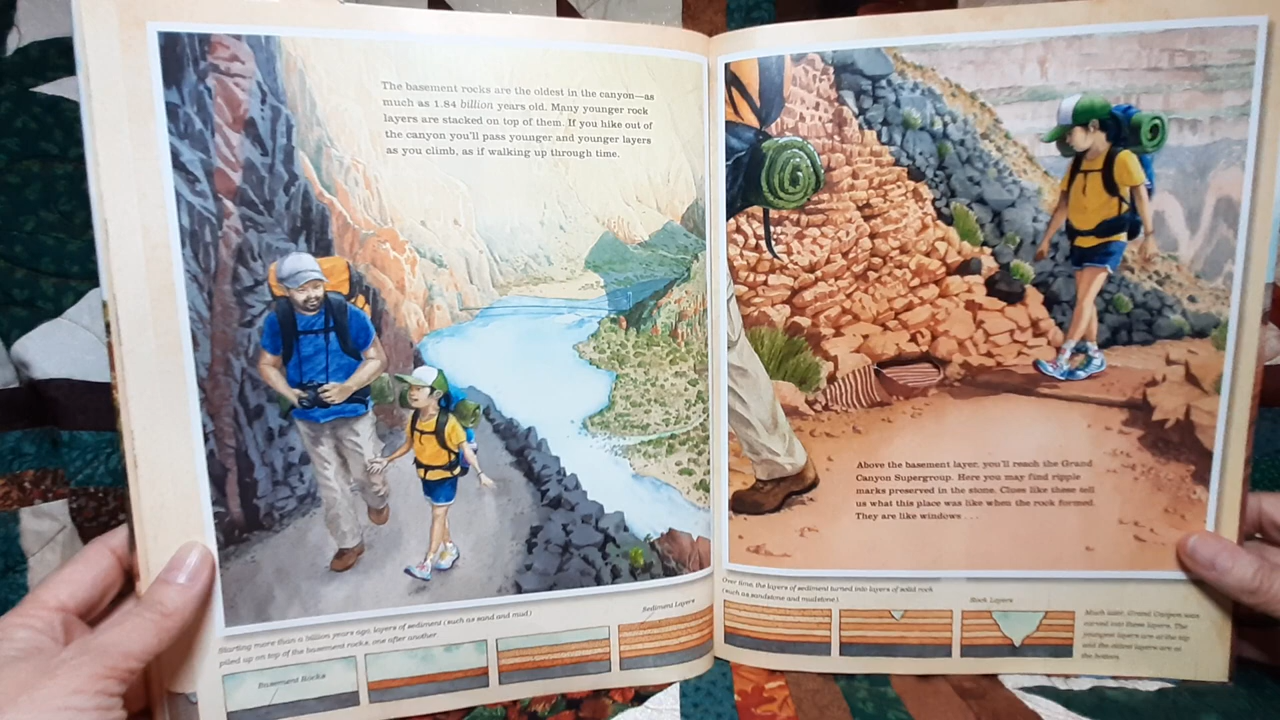 The basement rocks are the oldest in the canyon—as
much as 1.84 billion years old. Many younger rock
layers are stacked on top of them. If you hike out of
the canyon you'll pass younger and younger layers
as you climb, as if walking up through time.
Starting more than a billion years ago, layers of sediment (such as sand and mud)
piled up on top of the basement rocks, one after another.
Basement Rocks
Sediment Layers
Above the basement layer, you'll reach the Grand
Canyon Supergroup. Here you may find ripple
marks preserved in the stone. Clues like these tell
us what this place was like when the rock formed.
They are like windows . . .
Over time, the layers of sediment turned into layers of solid rock
(such as sandstone and mudstone).
Rock Layers
Much later, Grand Canyon was
carved into these layers. The
youngest layers are at the top
and the oldest layers are at
the bottom.